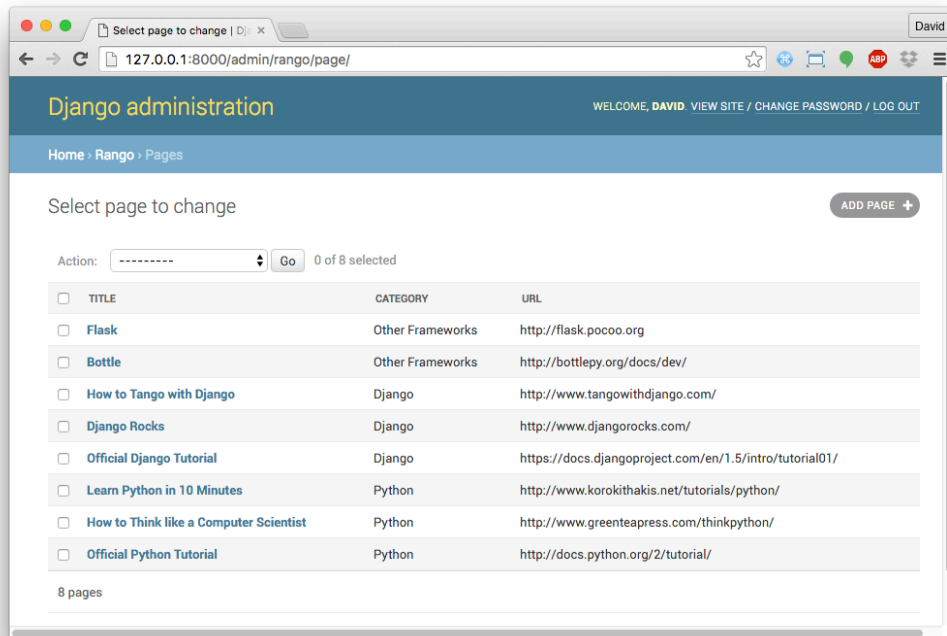 Select page to change | Dj
David
127.0.0.1:8000/admin/rango/page/
ABP
Django administration
WELCOME, DAVID. VIEW SITE / CHANGE PASSWORD / LOG OUT
Home › Rango › Pages
Select page to change
ADD PAGE +
Action: --------- Go 0 of 8 selected
TITLE CATEGORY URL
Flask Other Frameworks http://flask.pocoo.org
Bottle Other Frameworks http://bottlepy.org/docs/dev/
How to Tango with Django Django http://www.tangowithdjango.com/
Django Rocks Django http://www.djangorocks.com/
Official Django Tutorial Django https://docs.djangoproject.com/en/1.5/intro/tutorial01/
Learn Python in 10 Minutes Python http://www.korokithakis.net/tutorials/python/
How to Think like a Computer Scientist Python http://www.greenteapress.com/thinkpython/
Official Python Tutorial Python http://docs.python.org/2/tutorial/
8 pages